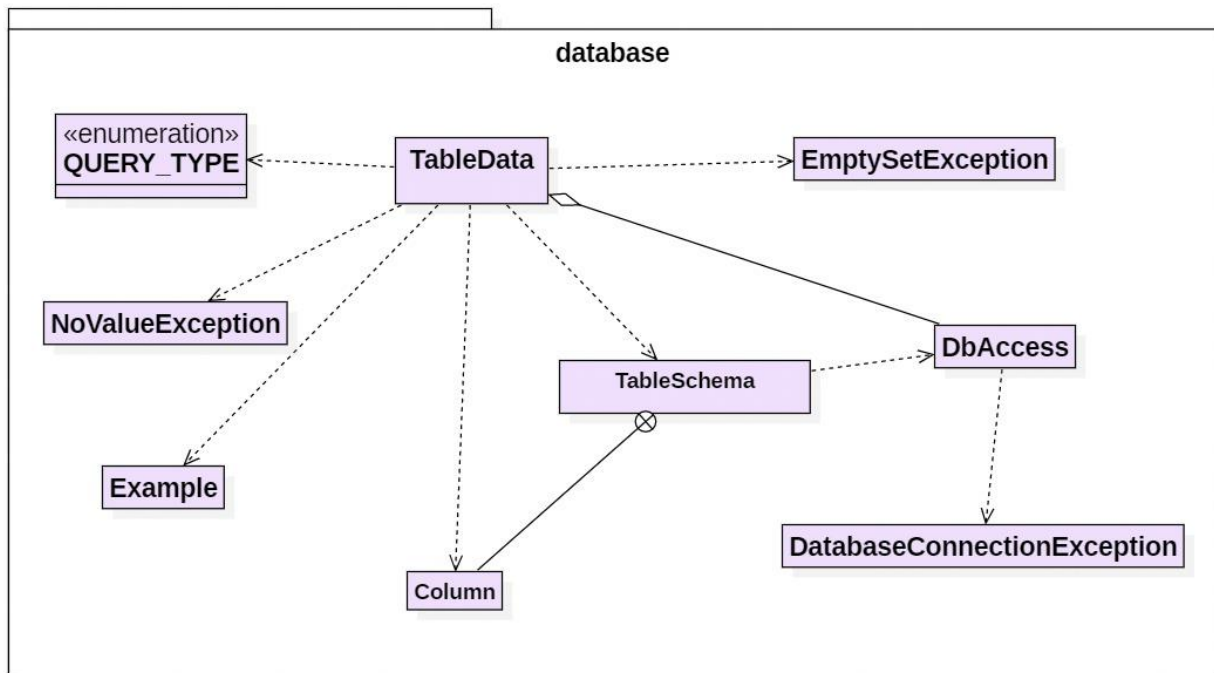 database
«enumeration»
QUERY_TYPE
TableData
EmptySetException
NoValueException
DbAccess
TableSchema
Example
DatabaseConnectionException
Column